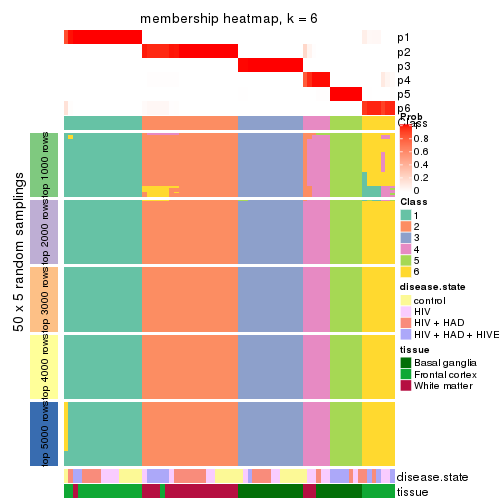 membership heatmap, k = 6
p1
p2
p3
p4
p5
p6
Class
Prob
1
0.8
0.6
0.4
0.2
0
Class
1
2
3
4
5
6
disease.state
control
HIV
HIV + HAD
HIV + HAD + HIVE
tissue
Basal ganglia
Frontal cortex
White matter
50 x 5 random samplings
top 1000 rows
top 2000 rows
top 3000 rows
top 4000 rows
top 5000 rows
disease.state
tissue